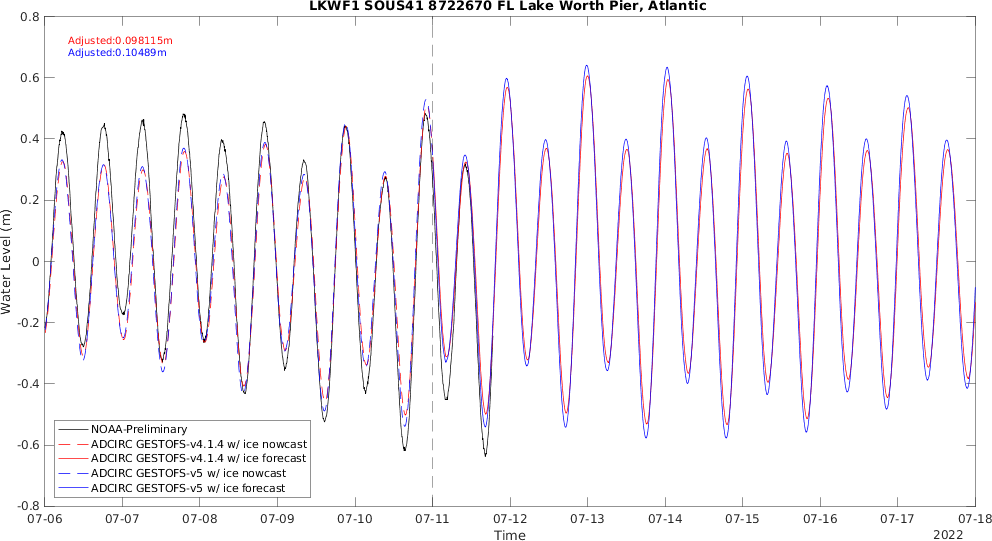 LKWF1 SOUS41 8722670 FL Lake Worth Pier, Atlantic
Adjusted:0.098115m
Adjusted:0.10489m
0.8
0.6
0.4
0.2
0
-0.2
-0.4
-0.6
-0.8
Water Level (m)
NOAA-Preliminary
ADCIRC GESTOFS-v4.1.4 w/ ice nowcast
ADCIRC GESTOFS-v4.1.4 w/ ice forecast
ADCIRC GESTOFS-v5 w/ ice nowcast
ADCIRC GESTOFS-v5 w/ ice forecast
07-06 07-07 07-08 07-09 07-10 07-11 07-12 07-13 07-14 07-15 07-16 07-17 07-18
Time
2022